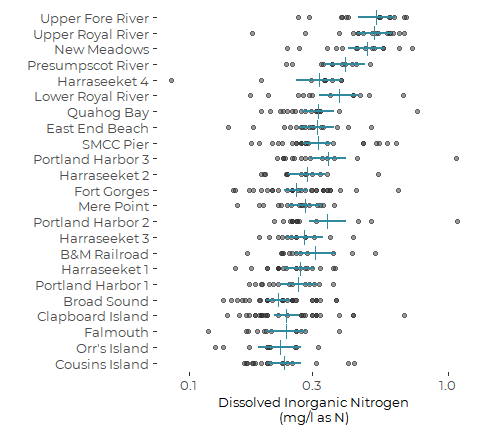 Upper Fore River
Upper Royal River
New Meadows
Presumpscot River
Harraseeket 4
Lower Royal River
Quahog Bay
East End Beach
SMCC Pier
Portland Harbor 3
Harraseeket 2
Fort Gorges
Mere Point
Portland Harbor 2
Harraseeket 3
B&M Railroad
Harraseeket 1
Portland Harbor 1
Broad Sound
Clapboard Island
Falmouth
Orr's Island
Cousins Island
0.1 0.3 1.0
Dissolved Inorganic Nitrogen
(mg/l as N)